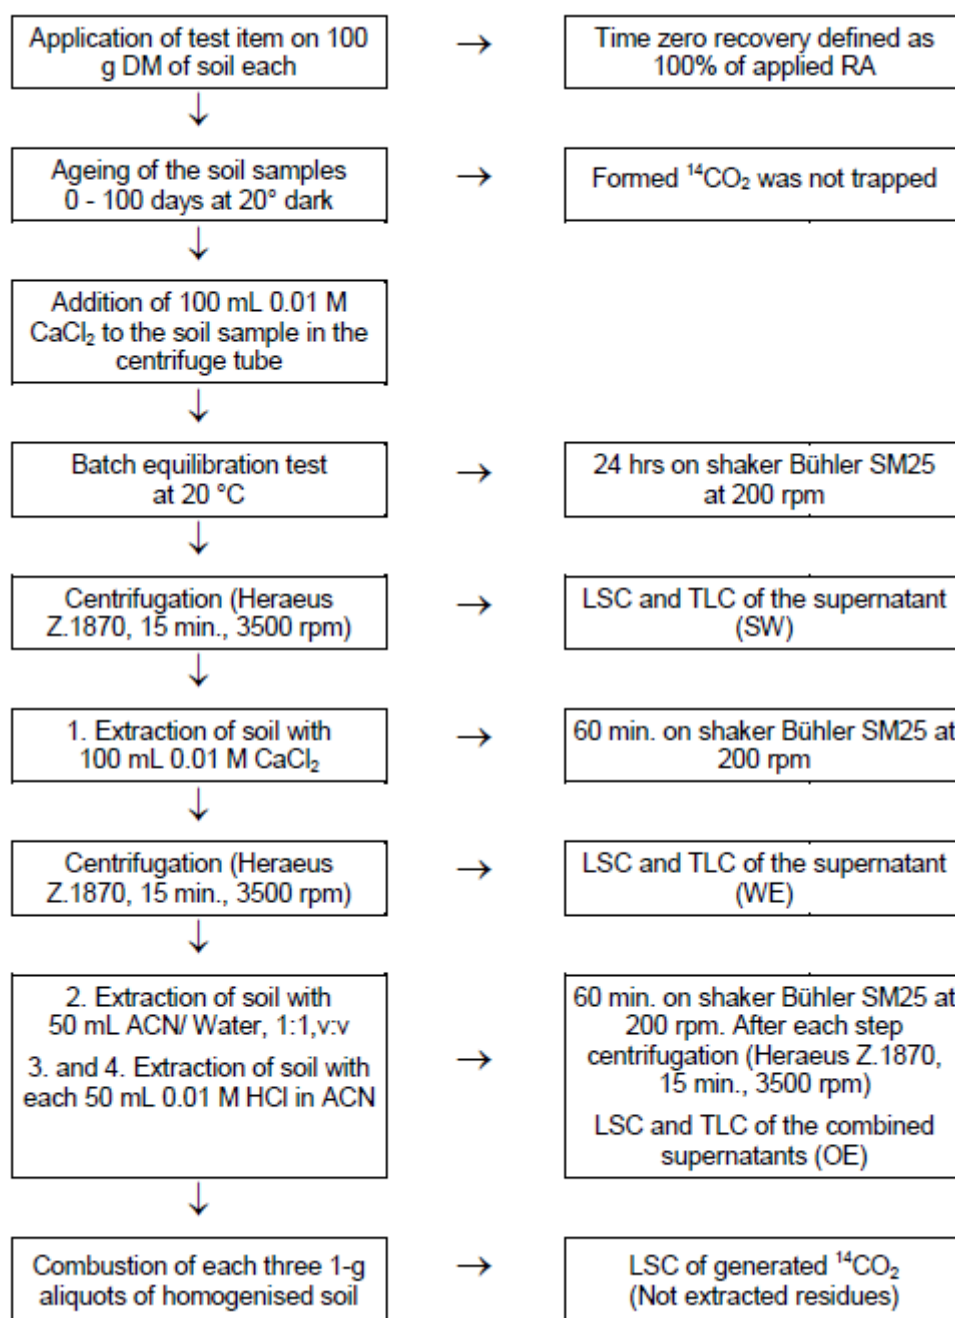 Application of test item on 100
g DM of soil each
→
Time zero recovery defined as
100% of applied RA
↓
Ageing of the soil samples
0 - 100 days at 20° dark
→
Formed ¹⁴CO₂ was not trapped
↓
Addition of 100 mL 0.01 M
CaCl₂ to the soil sample in the
centrifuge tube
↓
Batch equilibration test
at 20 °C
→
24 hrs on shaker Bühler SM25
at 200 rpm
↓
Centrifugation (Heraeus
Z.1870, 15 min., 3500 rpm)
→
LSC and TLC of the supernatant
(SW)
↓
1. Extraction of soil with
100 mL 0.01 M CaCl₂
→
60 min. on shaker Bühler SM25 at
200 rpm
↓
Centrifugation (Heraeus
Z.1870, 15 min., 3500 rpm)
→
LSC and TLC of the supernatant
(WE)
↓
2. Extraction of soil with
50 mL ACN/ Water, 1:1,v:v
3. and 4. Extraction of soil with
each 50 mL 0.01 M HCl in ACN
→
60 min. on shaker Bühler SM25 at
200 rpm. After each step
centrifugation (Heraeus Z.1870,
15 min., 3500 rpm)
LSC and TLC of the combined
supernatants (OE)
↓
Combustion of each three 1-g
aliquots of homogenised soil
→
LSC of generated ¹⁴CO₂
(Not extracted residues)